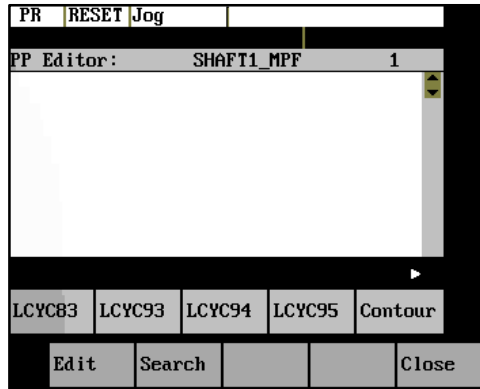 PR RESET Jog
PP Editor: SHAFT1_MPF 1
LCYC83 LCYC93 LCYC94 LCYC95 Contour
Edit Search Close